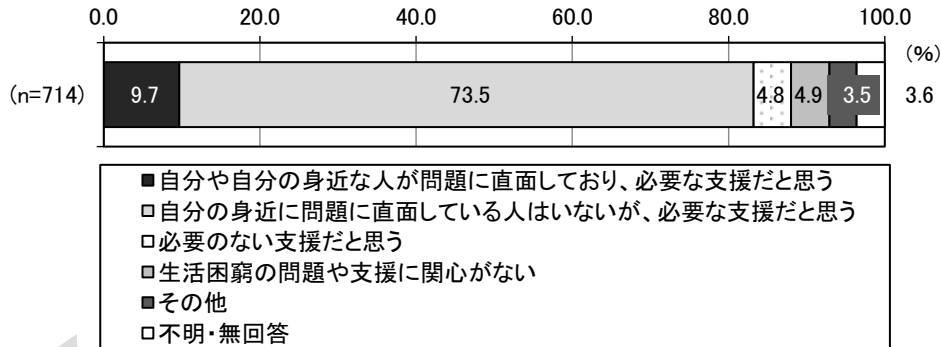 0.0 20.0 40.0 60.0 80.0 100.0
(%)
(n=714) 9.7 73.5 4.8 4.9 3.5 3.6
■自分や自分の身近な人が問題に直面しており、必要な支援だと思う
□自分の身近に問題に直面している人はいないが、必要な支援だと思う
□必要のない支援だと思う
□生活困窮の問題や支援に関心がない
■その他
□不明・無回答